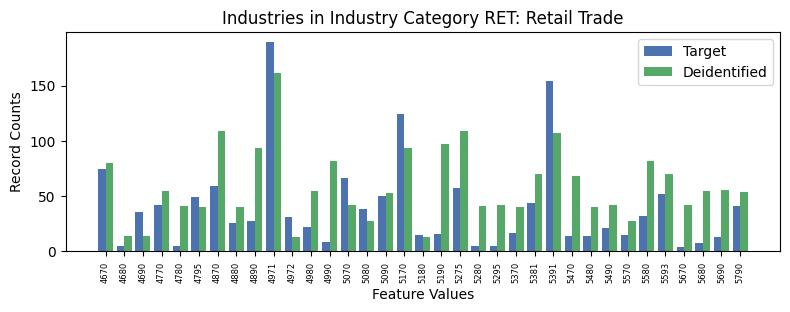 Industries in Industry Category RET: Retail Trade
Target
Deidentified
Record Counts
150
100
50
0
4670 4680 4690 4770 4780 4795 4870 4880 4890 4971 4972 4980 4990 5070 5080 5090 5170 5180 5190 5275 5280 5295 5370 5381 5391 5470 5480 5490 5570 5580 5593 5670 5680 5690 5790
Feature Values